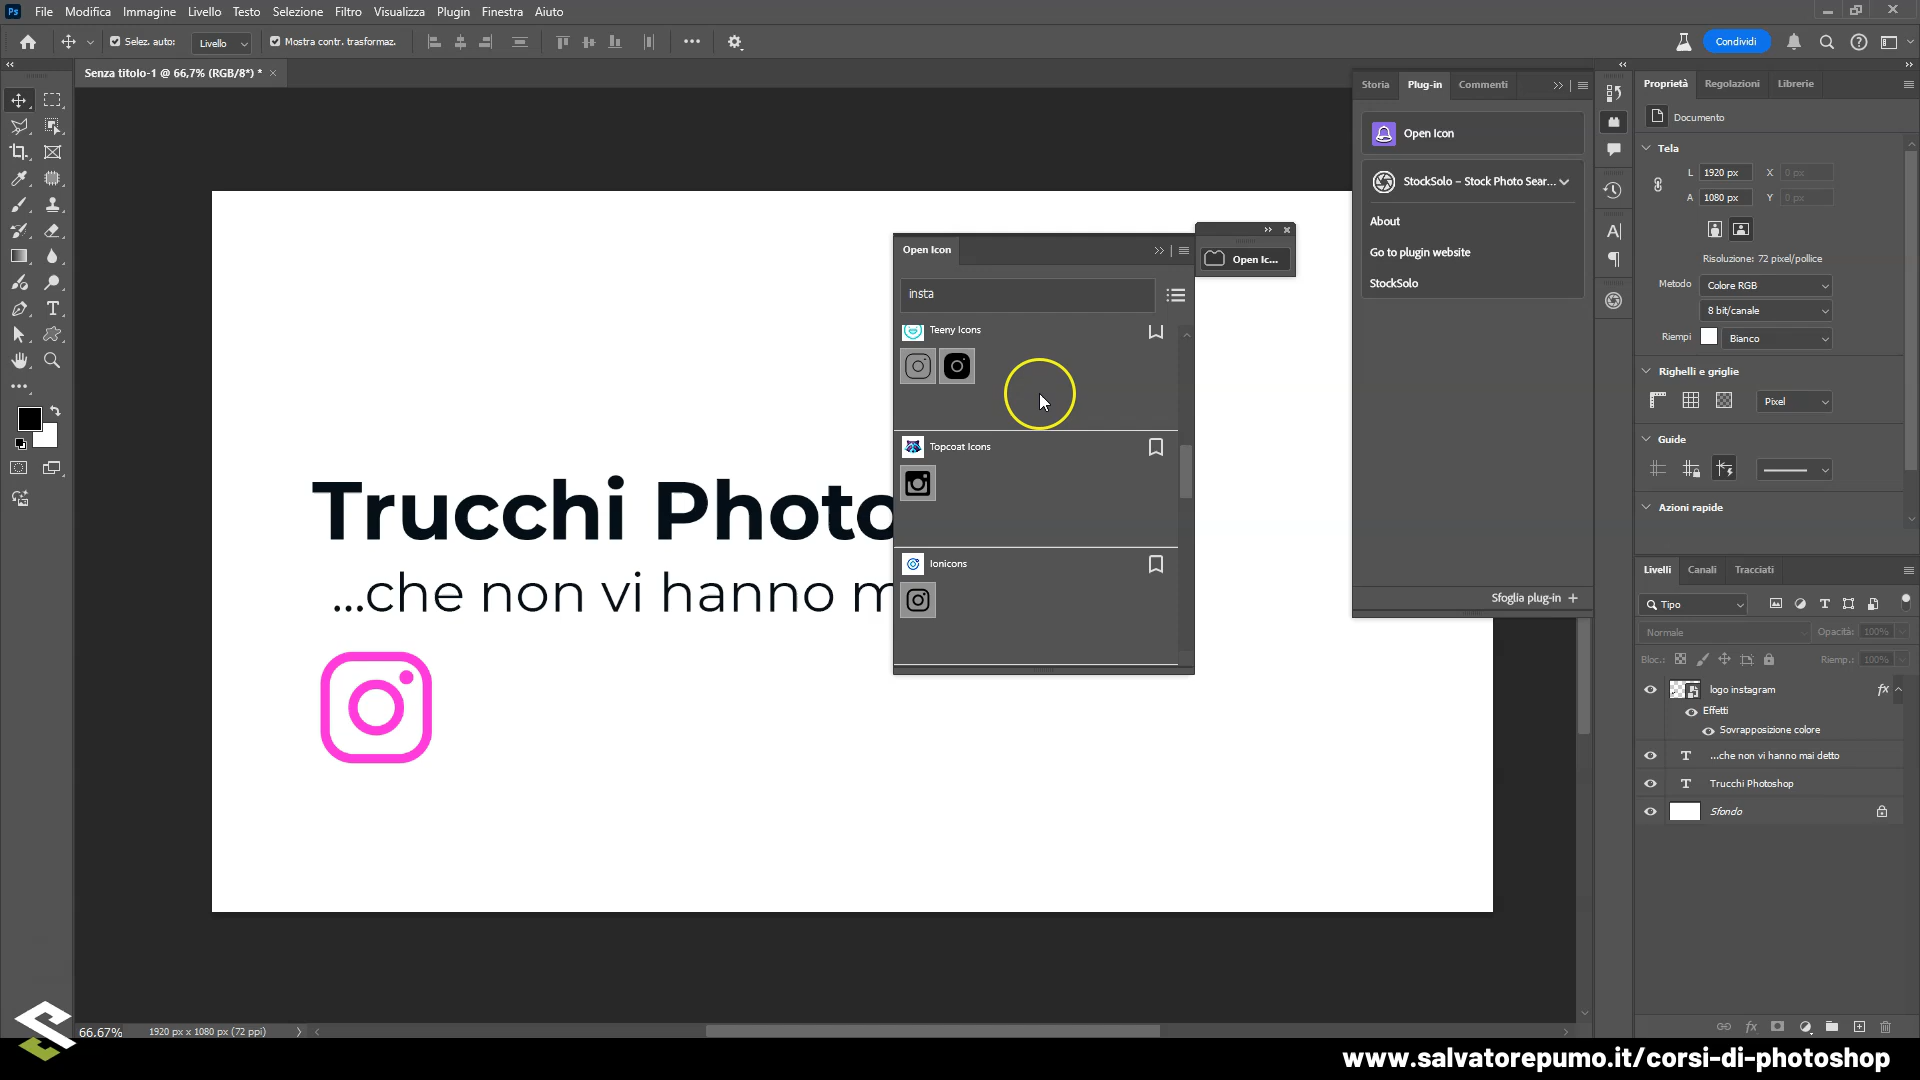 Ps File Modifica Immagine Livello Testo Selezione Filtro Visualizza Plugin Finestra Aiuto
Selez. auto: Livello Mostra contr. trasformaz. Condividi
Senza titolo-1 @ 66,7% (RGB/8*) *
Storia Plug-in Commenti
Open Icon
StockSolo – Stock Photo Sear...
About
Go to plugin website
StockSolo
Sfoglia plug-in +
Proprietà Regolazioni Librerie
Documento
Tela
L 1920 px X 0 px
A 1080 px Y 0 px
Risoluzione: 72 pixel/pollice
Metodo Colore RGB
8 bit/canale
Riempi Bianco
Righelli e griglie
Pixel
Guide
Azioni rapide
Livelli Canali Tracciati
Tipo
Normale Opacità: 100%
Bloc.: Riemp.: 100%
logo instagram fx
Effetti
Sovrapposizione colore
T ...che non vi hanno mai detto
T Trucchi Photoshop
Sfondo
Open Icon
Open Ic...
insta
Teeny Icons
Topcoat Icons
Ionicons
Trucchi Photo
...che non vi hanno m
66,67% 1920 px x 1080 px (72 ppi)
www.salvatorepumo.it/corsi-di-photoshop